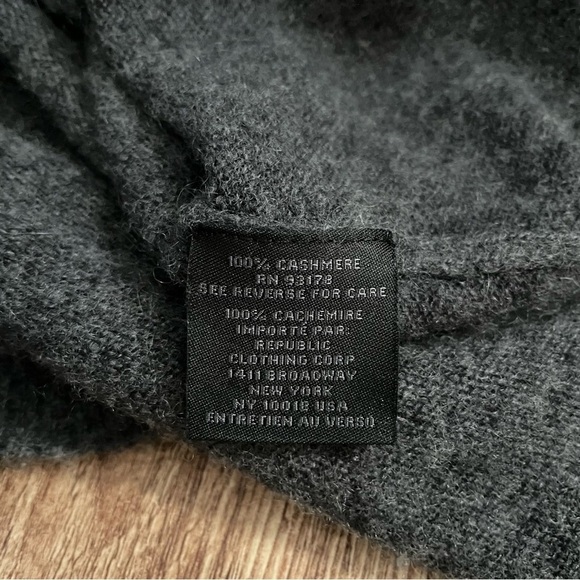 100% CASHMERE
RN 93178
SEE REVERSE FOR CARE
100% CACHEMIRE
IMPORTÉ PAR:
REPUBLIC
CLOTHING CORP
1411 BROADWAY
NEW YORK
NY 10018 USA
ENTRETIEN AU VERSO